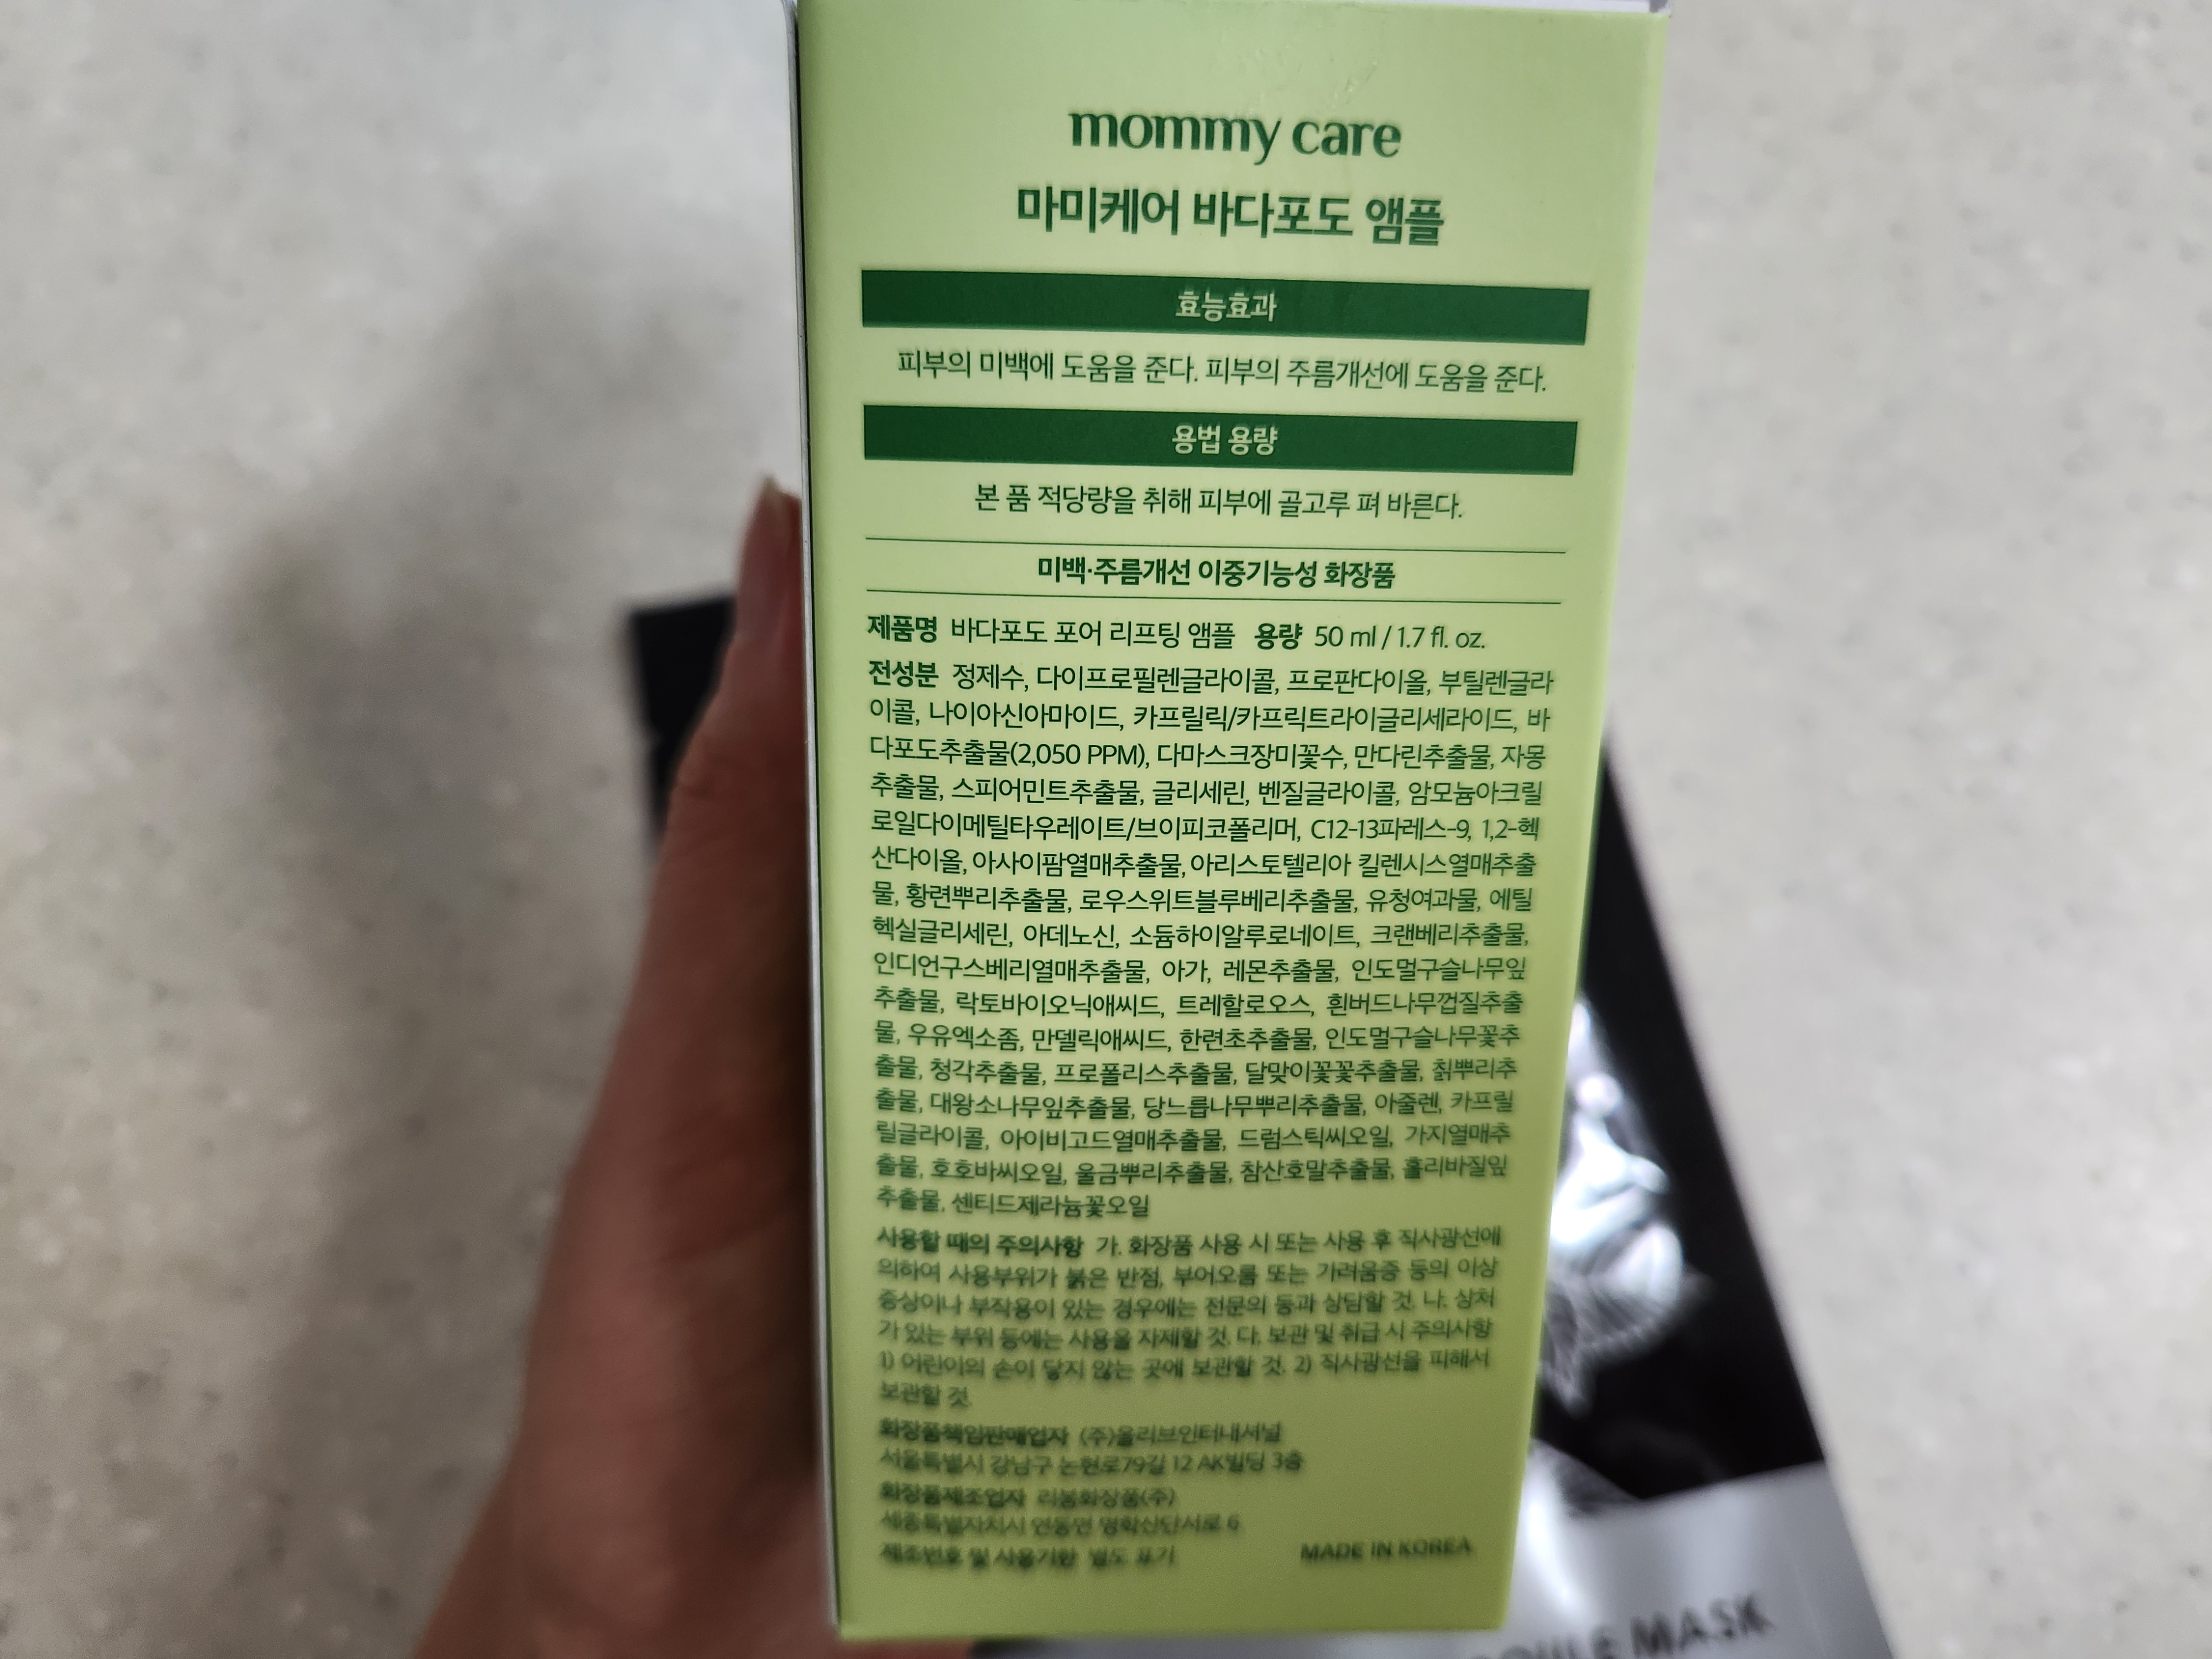 mommy care
마미케어 바다포도 앰플
효능효과
피부의 미백에 도움을 준다. 피부의 주름개선에 도움을 준다.
용법 용량
본 품 적당량을 취해 피부에 골고루 펴 바른다.
미백·주름개선 이중기능성 화장품
제품명 바다포도 포어 리프팅 앰플 용량 50 ml / 1.7 fl. oz.
전성분 정제수, 다이프로필렌글라이콜, 프로판다이올, 부틸렌글라
이콜, 나이아신아마이드, 카프릴릭/카프릭트라이글리세라이드, 바
다포도추출물(2,050 PPM), 다마스크장미꽃수, 만다린추출물, 자몽
추출물, 스피어민트추출물, 글리세린, 벤질글라이콜, 암모늄아크릴
로일다이메틸타우레이트/브이피코폴리머, C12-13파레스-9, 1,2-헥
산다이올, 아사이팜열매추출물, 아리스토텔리아 킬렌시스열매추출
물, 황련뿌리추출물, 로우스위트블루베리추출물, 유청여과물, 에틸
헥실글리세린, 아데노신, 소듐하이알루로네이트, 크랜베리추출물,
인디언구스베리열매추출물, 아가, 레몬추출물, 인도멀구슬나무잎
추출물, 락토바이오닉애씨드, 트레할로오스, 흰버드나무껍질추출
물, 우유엑소좀, 만델릭애씨드, 한련초추출물, 인도멀구슬나무꽃추
출물, 청각추출물, 프로폴리스추출물, 달맞이꽃꽃추출물, 칡뿌리추
출물, 대왕소나무잎추출물, 당느릅나무뿌리추출물, 아줄렌, 카프릴
릴글라이콜, 아이비고드열매추출물, 드럼스틱씨오일, 가지열매추
출물, 호호바씨오일, 울금뿌리추출물, 참산호말추출물, 홀리바질잎
추출물, 센티드제라늄꽃오일
사용할 때의 주의사항 가. 화장품 사용 시 또는 사용 후 직사광선에
의하여 사용부위가 붉은 반점, 부어오름 또는 가려움증 등의 이상
증상이나 부작용이 있는 경우에는 전문의 등과 상담할 것. 나. 상처
가 있는 부위 등에는 사용을 자제할 것. 다. 보관 및 취급 시 주의사항
1) 어린이의 손이 닿지 않는 곳에 보관할 것. 2) 직사광선을 피해서
보관할 것.
화장품책임판매업자 (주)올리브인터내셔널
서울특별시 강남구 논현로79길 12 AK빌딩 3층
화장품제조업자 리봄화장품(주)
세종특별자치시 연동면 명학산단서로 6
제조번호 및 사용기한 별도 표기 MADE IN KOREA
MASK